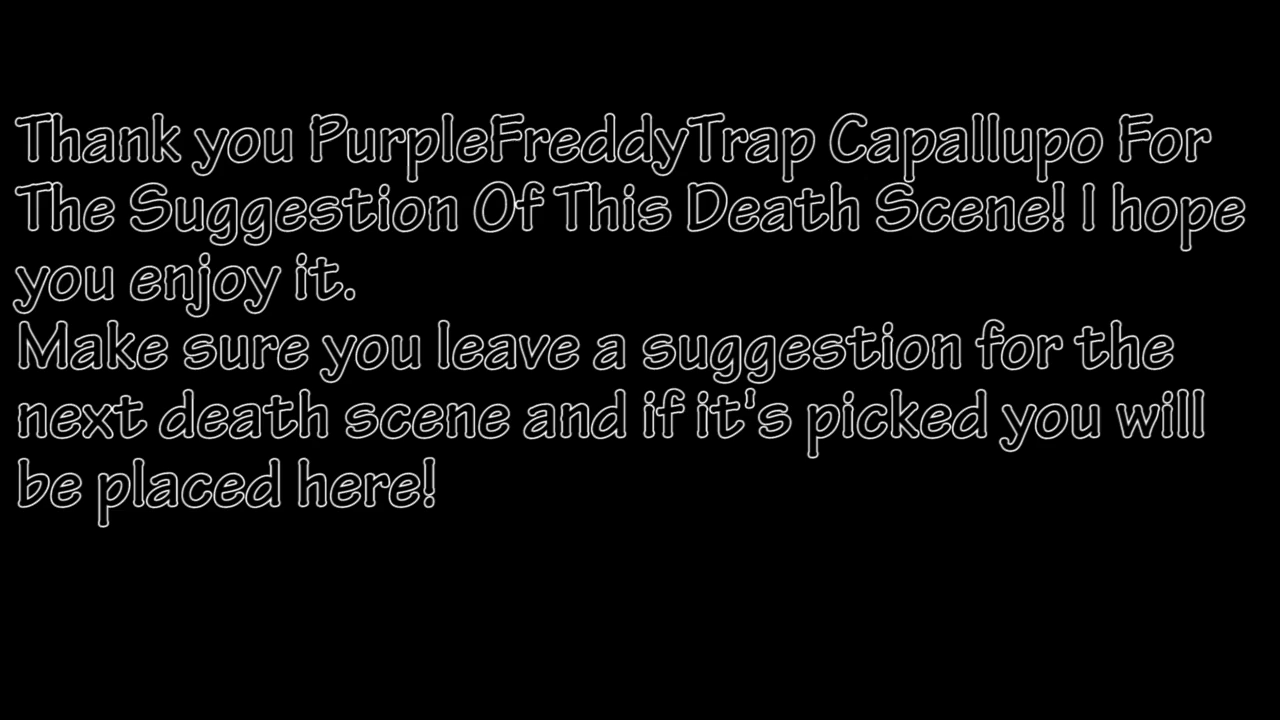 Thank you PurpleFreddyTrap Capallupo For
The Suggestion Of This Death Scene! I hope
you enjoy it.
Make sure you leave a suggestion for the
next death scene and if it's picked you will
be placed here!